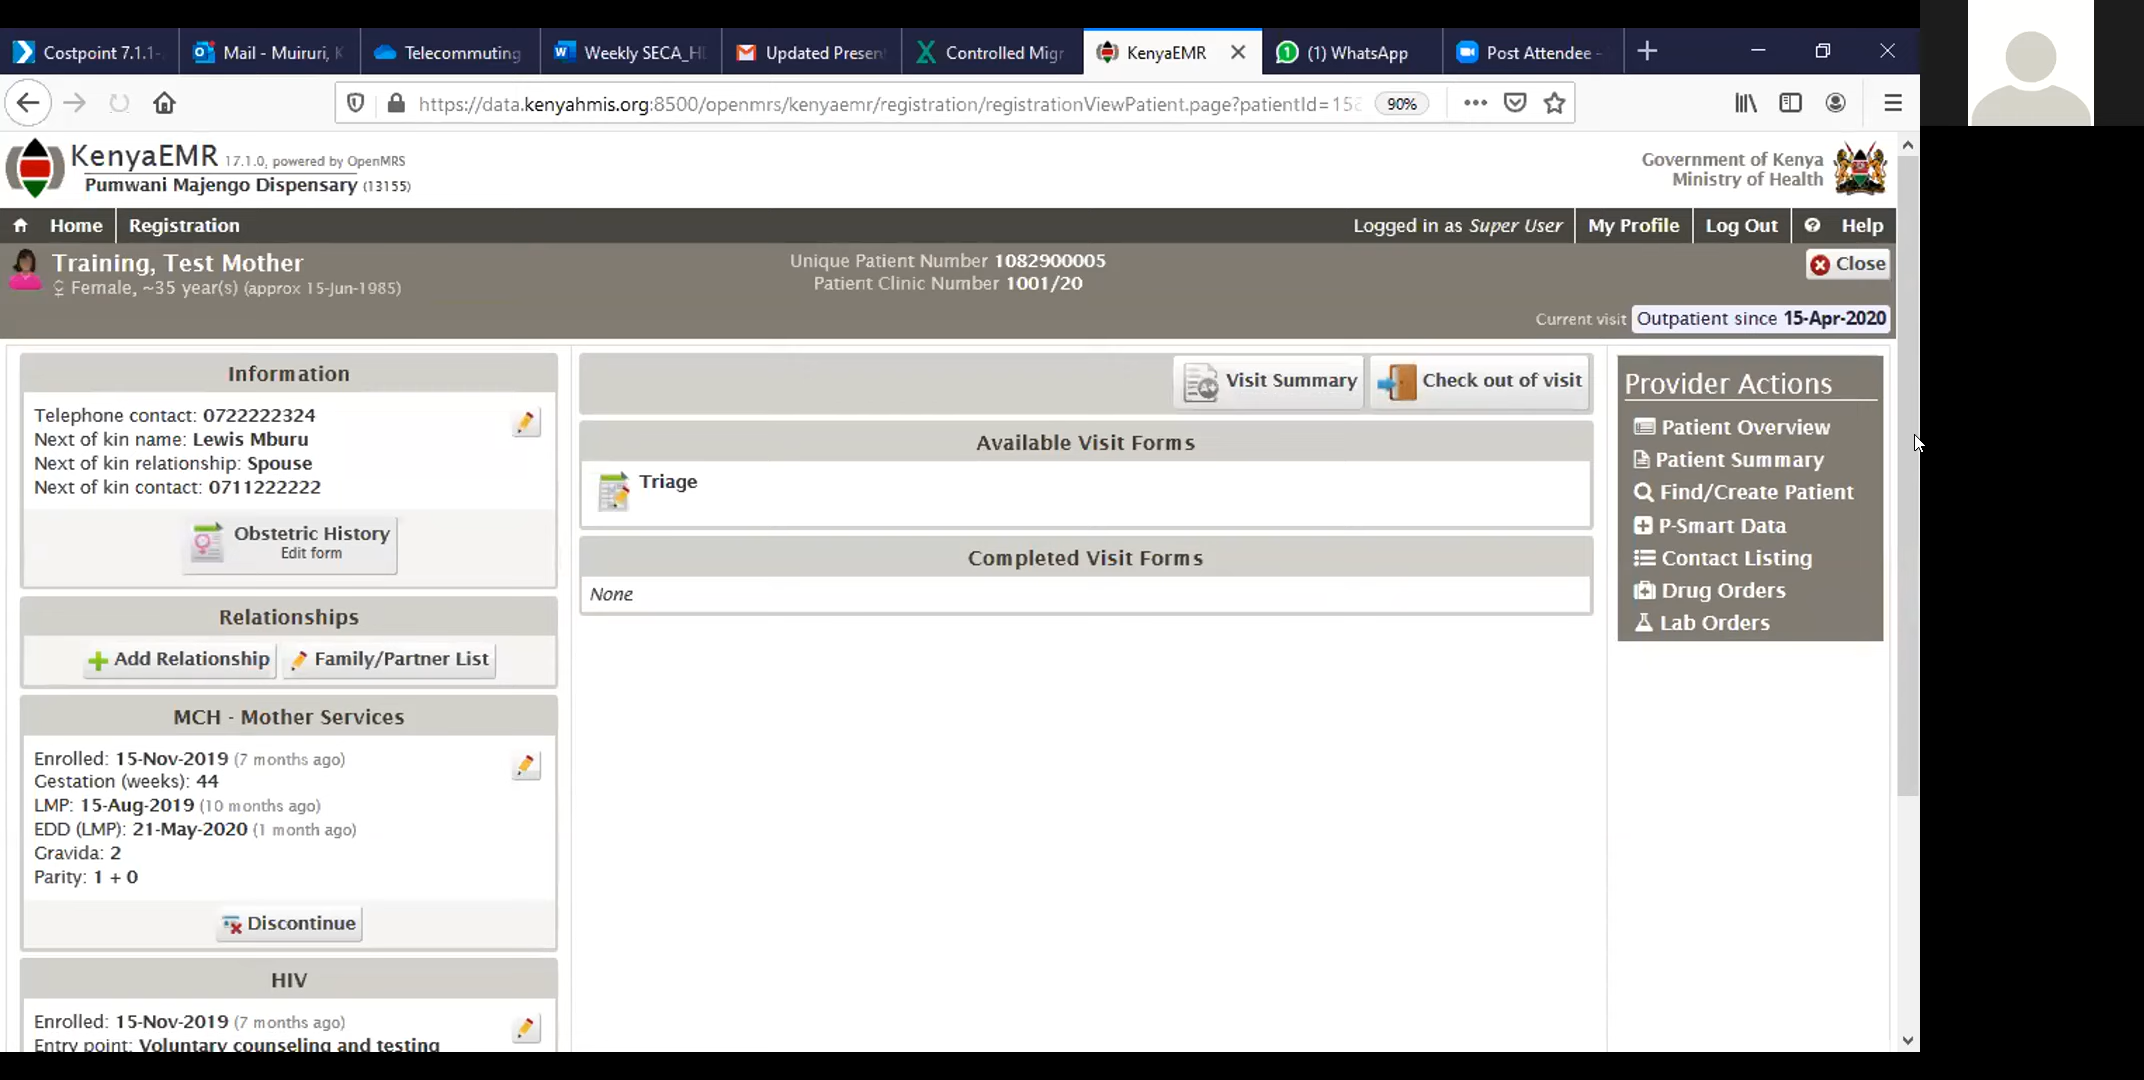 Costpoint 7.1.1-
Mail - Muiruri, K
Telecommuting
Weekly SECA_HI
Updated Presen
Controlled Migr
KenyaEMR
(1) WhatsApp
Post Attendee -
https://data.kenyahmis.org:8500/openmrs/kenyaemr/registration/registrationViewPatient.page?patientId=15
90%
KenyaEMR 17.1.0, powered by OpenMRS
Pumwani Majengo Dispensary (13155)
Government of Kenya
Ministry of Health
Home
Registration
Logged in as Super User
My Profile
Log Out
Help
Training, Test Mother
Female, ~35 year(s) (approx 15-Jun-1985)
Unique Patient Number 1082900005
Patient Clinic Number 1001/20
Close
Current visit Outpatient since 15-Apr-2020
Information
Telephone contact: 0722222324
Next of kin name: Lewis Mburu
Next of kin relationship: Spouse
Next of kin contact: 0711222222
Obstetric History
Edit form
Relationships
Add Relationship
Family/Partner List
MCH - Mother Services
Enrolled: 15-Nov-2019 (7 months ago)
Gestation (weeks): 44
LMP: 15-Aug-2019 (10 months ago)
EDD (LMP): 21-May-2020 (1 month ago)
Gravida: 2
Parity: 1 + 0
Discontinue
HIV
Enrolled: 15-Nov-2019 (7 months ago)
Entry point: Voluntary counseling and testing
Visit Summary
Check out of visit
Available Visit Forms
Triage
Completed Visit Forms
None
Provider Actions
Patient Overview
Patient Summary
Find/Create Patient
P-Smart Data
Contact Listing
Drug Orders
Lab Orders